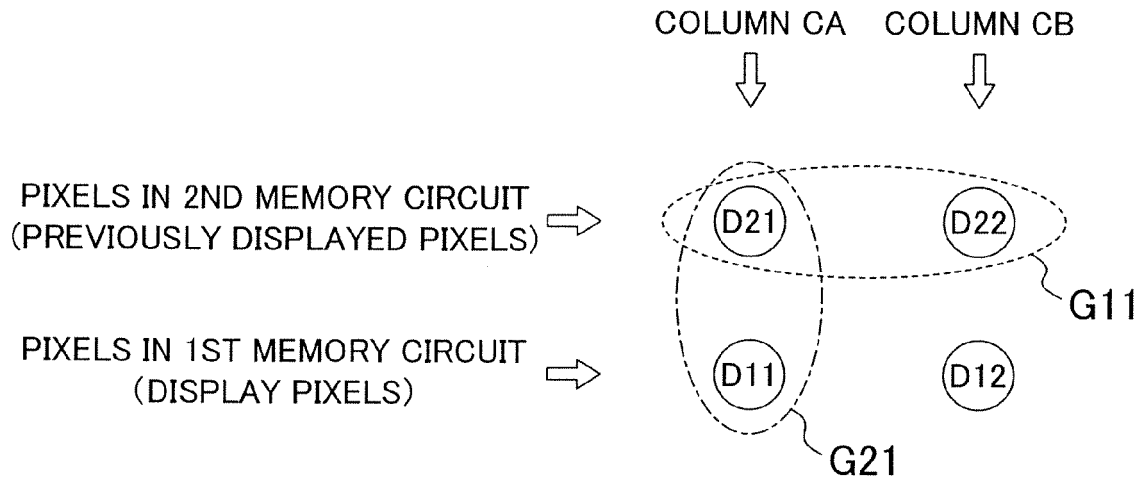 COLUMN CA COLUMN CB
PIXELS IN 2ND MEMORY CIRCUIT
(PREVIOUSLY DISPLAYED PIXELS)
D21 D22
G11
PIXELS IN 1ST MEMORY CIRCUIT
(DISPLAY PIXELS)
D11 D12
G21